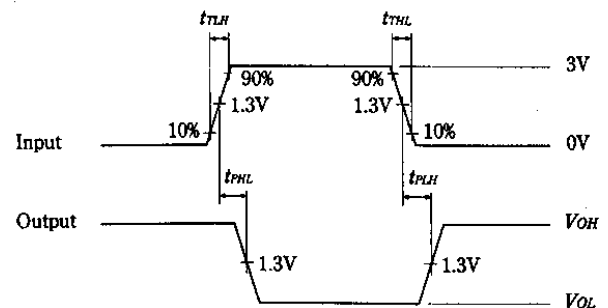 tTLH tTHL
3V
90% 90%
1.3V 1.3V
10% 10%
Input 0V
tPHL tPLH
Output VOH
1.3V 1.3V
VOL